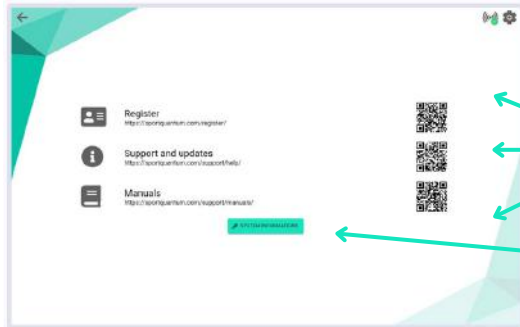 Register
https://sportquantum.com/register/
Support and updates
https://sportquantum.com/support/help/
Manuals
https://sportquantum.com/support/manuals/